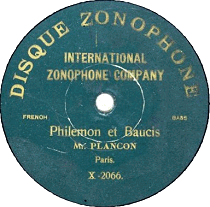 DISQUE ZONOPHONE
INTERNATIONAL
ZONOPHONE COMPANY
FRENCH BASS
Philemon et Baucis
Mr. PLANCON
Paris.
X-2066.